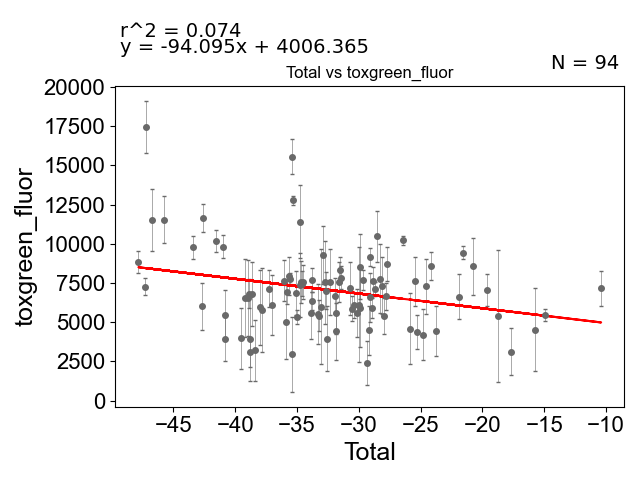 r^2 = 0.074
y = -94.095x + 4006.365
N = 94
Total vs toxgreen_fluor
20000
17500
15000
12500
10000
7500
5000
2500
0
toxgreen_fluor
−45
−40
−35
−30
−25
−20
−15
−10
Total